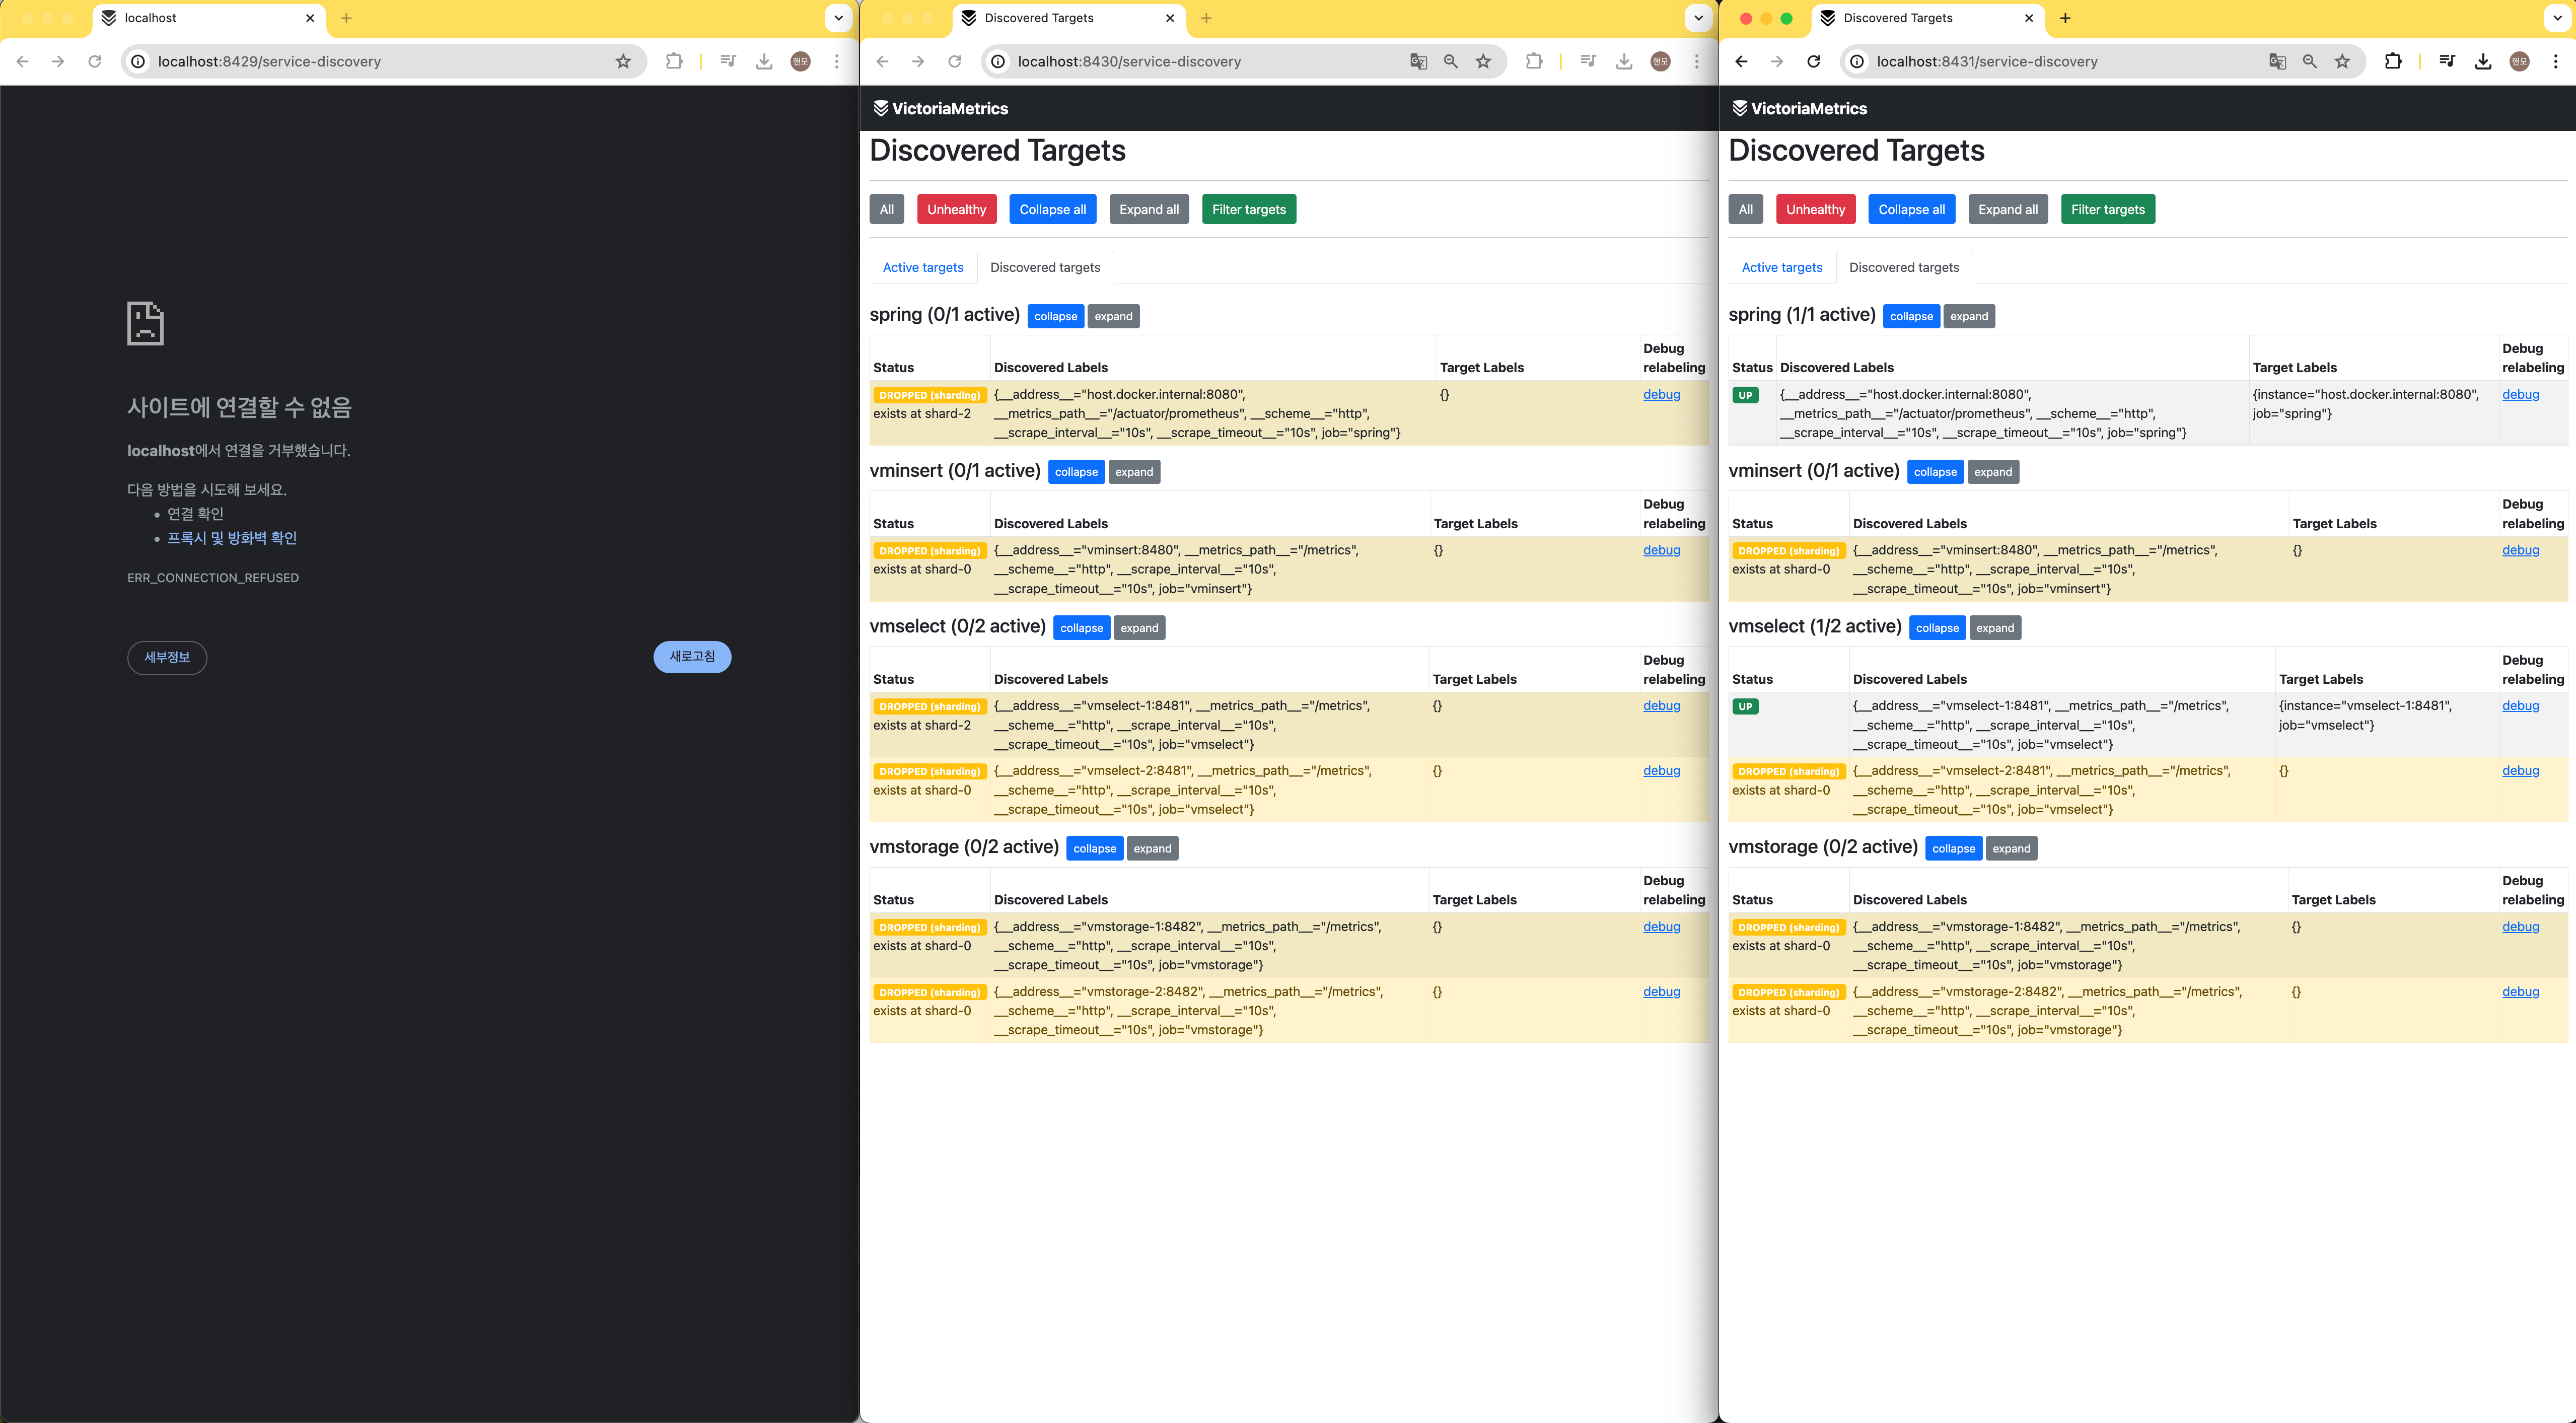 localhost
localhost:8429/service-discovery
햄모
사이트에 연결할 수 없음
localhost에서 연결을 거부했습니다.
다음 방법을 시도해 보세요.
연결 확인
프록시 및 방화벽 확인
ERR_CONNECTION_REFUSED
세부정보
새로고침
Discovered Targets
localhost:8430/service-discovery
햄모
VictoriaMetrics
Discovered Targets
All Unhealthy Collapse all Expand all Filter targets
Active targets Discovered targets
spring (0/1 active) collapse expand
Debug
Status Discovered Labels Target Labels relabeling
DROPPED (sharding) {__address__="host.docker.internal:8080", {} debug
exists at shard-2 __metrics_path__="/actuator/prometheus", __scheme__="http",
__scrape_interval__="10s", __scrape_timeout__="10s", job="spring"}
vminsert (0/1 active) collapse expand
Debug
Status Discovered Labels Target Labels relabeling
DROPPED (sharding) {__address__="vminsert:8480", __metrics_path__="/metrics", {} debug
exists at shard-0 __scheme__="http", __scrape_interval__="10s",
__scrape_timeout__="10s", job="vminsert"}
vmselect (0/2 active) collapse expand
Debug
Status Discovered Labels Target Labels relabeling
DROPPED (sharding) {__address__="vmselect-1:8481", __metrics_path__="/metrics", {} debug
exists at shard-2 __scheme__="http", __scrape_interval__="10s",
__scrape_timeout__="10s", job="vmselect"}
DROPPED (sharding) {__address__="vmselect-2:8481", __metrics_path__="/metrics", {} debug
exists at shard-0 __scheme__="http", __scrape_interval__="10s",
__scrape_timeout__="10s", job="vmselect"}
vmstorage (0/2 active) collapse expand
Debug
Status Discovered Labels Target Labels relabeling
DROPPED (sharding) {__address__="vmstorage-1:8482", __metrics_path__="/metrics", {} debug
exists at shard-0 __scheme__="http", __scrape_interval__="10s",
__scrape_timeout__="10s", job="vmstorage"}
DROPPED (sharding) {__address__="vmstorage-2:8482", __metrics_path__="/metrics", {} debug
exists at shard-0 __scheme__="http", __scrape_interval__="10s",
__scrape_timeout__="10s", job="vmstorage"}
Discovered Targets
localhost:8431/service-discovery
햄모
VictoriaMetrics
Discovered Targets
All Unhealthy Collapse all Expand all Filter targets
Active targets Discovered targets
spring (1/1 active) collapse expand
Debug
Status Discovered Labels Target Labels relabeling
UP {__address__="host.docker.internal:8080", {instance="host.docker.internal:8080", debug
__metrics_path__="/actuator/prometheus", __scheme__="http", job="spring"}
__scrape_interval__="10s", __scrape_timeout__="10s", job="spring"}
vminsert (0/1 active) collapse expand
Debug
Status Discovered Labels Target Labels relabeling
DROPPED (sharding) {__address__="vminsert:8480", __metrics_path__="/metrics", {} debug
exists at shard-0 __scheme__="http", __scrape_interval__="10s",
__scrape_timeout__="10s", job="vminsert"}
vmselect (1/2 active) collapse expand
Debug
Status Discovered Labels Target Labels relabeling
UP {__address__="vmselect-1:8481", __metrics_path__="/metrics", {instance="vmselect-1:8481", debug
__scheme__="http", __scrape_interval__="10s", job="vmselect"}
__scrape_timeout__="10s", job="vmselect"}
DROPPED (sharding) {__address__="vmselect-2:8481", __metrics_path__="/metrics", {} debug
exists at shard-0 __scheme__="http", __scrape_interval__="10s",
__scrape_timeout__="10s", job="vmselect"}
vmstorage (0/2 active) collapse expand
Debug
Status Discovered Labels Target Labels relabeling
DROPPED (sharding) {__address__="vmstorage-1:8482", __metrics_path__="/metrics", {} debug
exists at shard-0 __scheme__="http", __scrape_interval__="10s",
__scrape_timeout__="10s", job="vmstorage"}
DROPPED (sharding) {__address__="vmstorage-2:8482", __metrics_path__="/metrics", {} debug
exists at shard-0 __scheme__="http", __scrape_interval__="10s",
__scrape_timeout__="10s", job="vmstorage"}